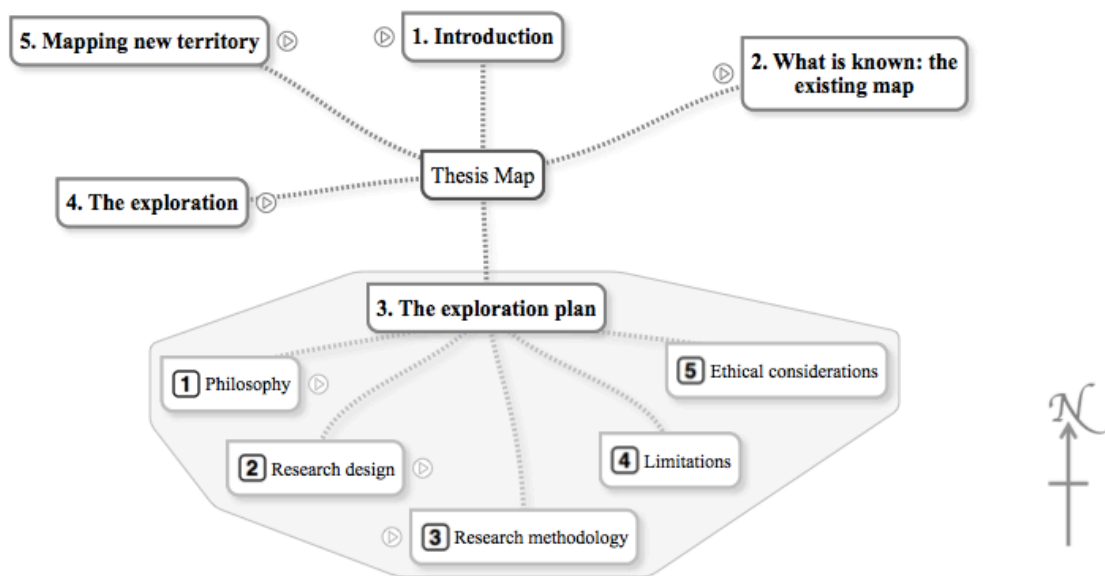 5. Mapping new territory
1. Introduction
2. What is known: the
existing map
Thesis Map
4. The exploration
3. The exploration plan
1 Philosophy
5 Ethical considerations
2 Research design
4 Limitations
3 Research methodology
N